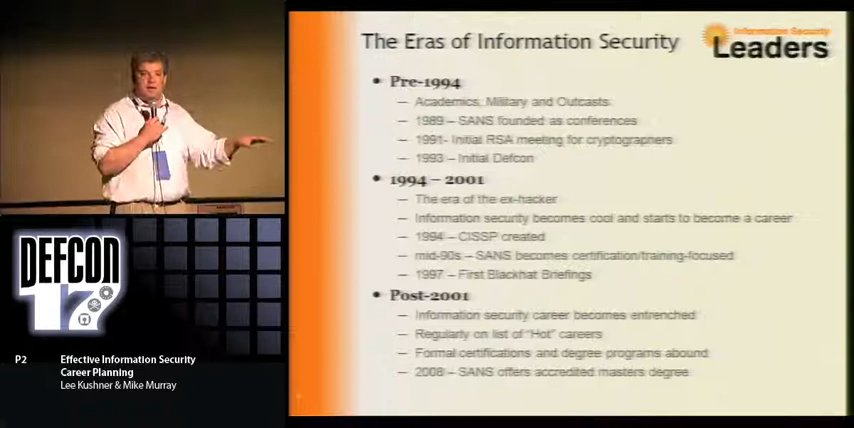 The Eras of Information Security
Information Security
Leaders
• Pre-1994
– Academics, Military and Outcasts
– 1989 – SANS founded as conferences
– 1991- Initial RSA meeting for cryptographers
– 1993 – Initial Defcon
• 1994 – 2001
– The era of the ex-hacker
– Information security becomes cool and starts to become a career
– 1994 – CISSP created
– mid-90s – SANS becomes certification/training-focused
– 1997 – First Blackhat Briefings
• Post-2001
– Information security career becomes entrenched
– Regularly on list of "Hot" careers
– Formal certifications and degree programs abound
– 2008 – SANS offers accredited masters degree
DEFCON
17
P2 Effective Information Security
Career Planning
Lee Kushner & Mike Murray